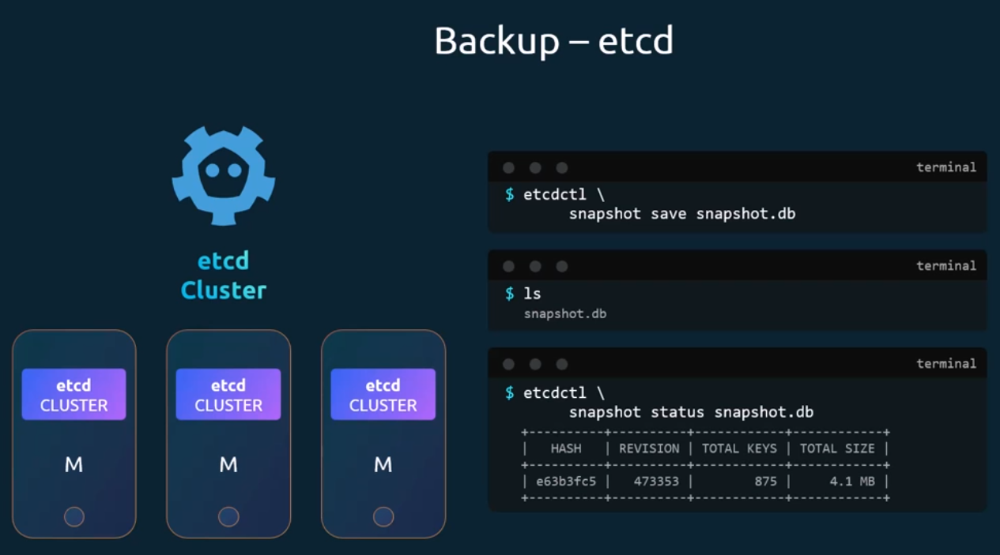 Backup – etcd
etcd
Cluster
etcd
CLUSTER
M
etcd
CLUSTER
M
etcd
CLUSTER
M
terminal
$ etcdctl \
snapshot save snapshot.db
terminal
$ ls
snapshot.db
terminal
$ etcdctl \
snapshot status snapshot.db
+----------+----------+------------+------------+
|   HASH   | REVISION | TOTAL KEYS | TOTAL SIZE |
+----------+----------+------------+------------+
| e63b3fc5 |   473353 |        875 |     4.1 MB |
+----------+----------+------------+------------+